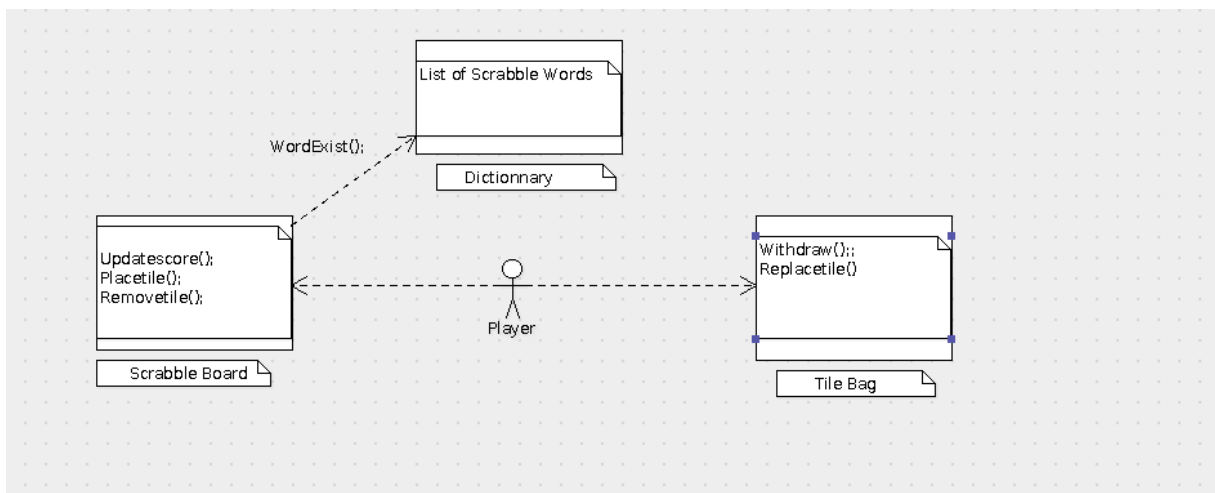 List of Scrabble Words
WordExist();
Dictionnary
Updatescore();
Placetile();
Removetile();
Withdraw();;
Replacetile()
Player
Scrabble Board
Tile Bag